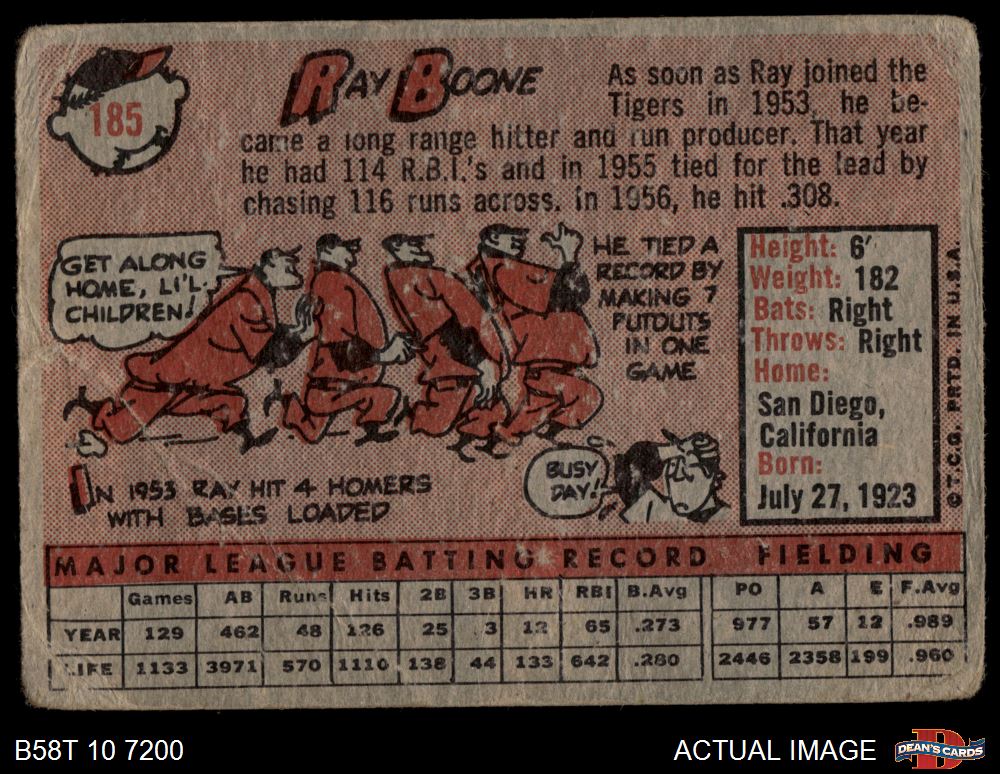 185
RAY BOONE
As soon as Ray joined the
Tigers in 1953, he be-
came a long range hitter and run producer. That year
he had 114 R.B.I.'s and in 1955 tied for the lead by
chasing 116 runs across. In 1956, he hit .308.
GET ALONG
HOME, LI'L
CHILDREN!
HE TIED A
RECORD BY
MAKING 7
PUTOUTS
IN ONE
GAME
IN 1953 RAY HIT 4 HOMERS
WITH BASES LOADED
BUSY
DAY!
Height: 6'
Weight: 182
Bats: Right
Throws: Right
Home:
San Diego,
California
Born:
July 27, 1923
© T.C.G. PRTD. IN U.S.A.
MAJOR LEAGUE BATTING RECORD FIELDING
Games AB Runs Hits 2B 3B HR RBI B.Avg PO A E F.Avg
YEAR 129 462 48 126 25 3 12 65 .273 977 57 12 .989
LIFE 1133 3971 570 1110 138 44 133 642 .280 2446 2358 199 .960
B58T 10 7200
ACTUAL IMAGE
DEAN'S CARDS